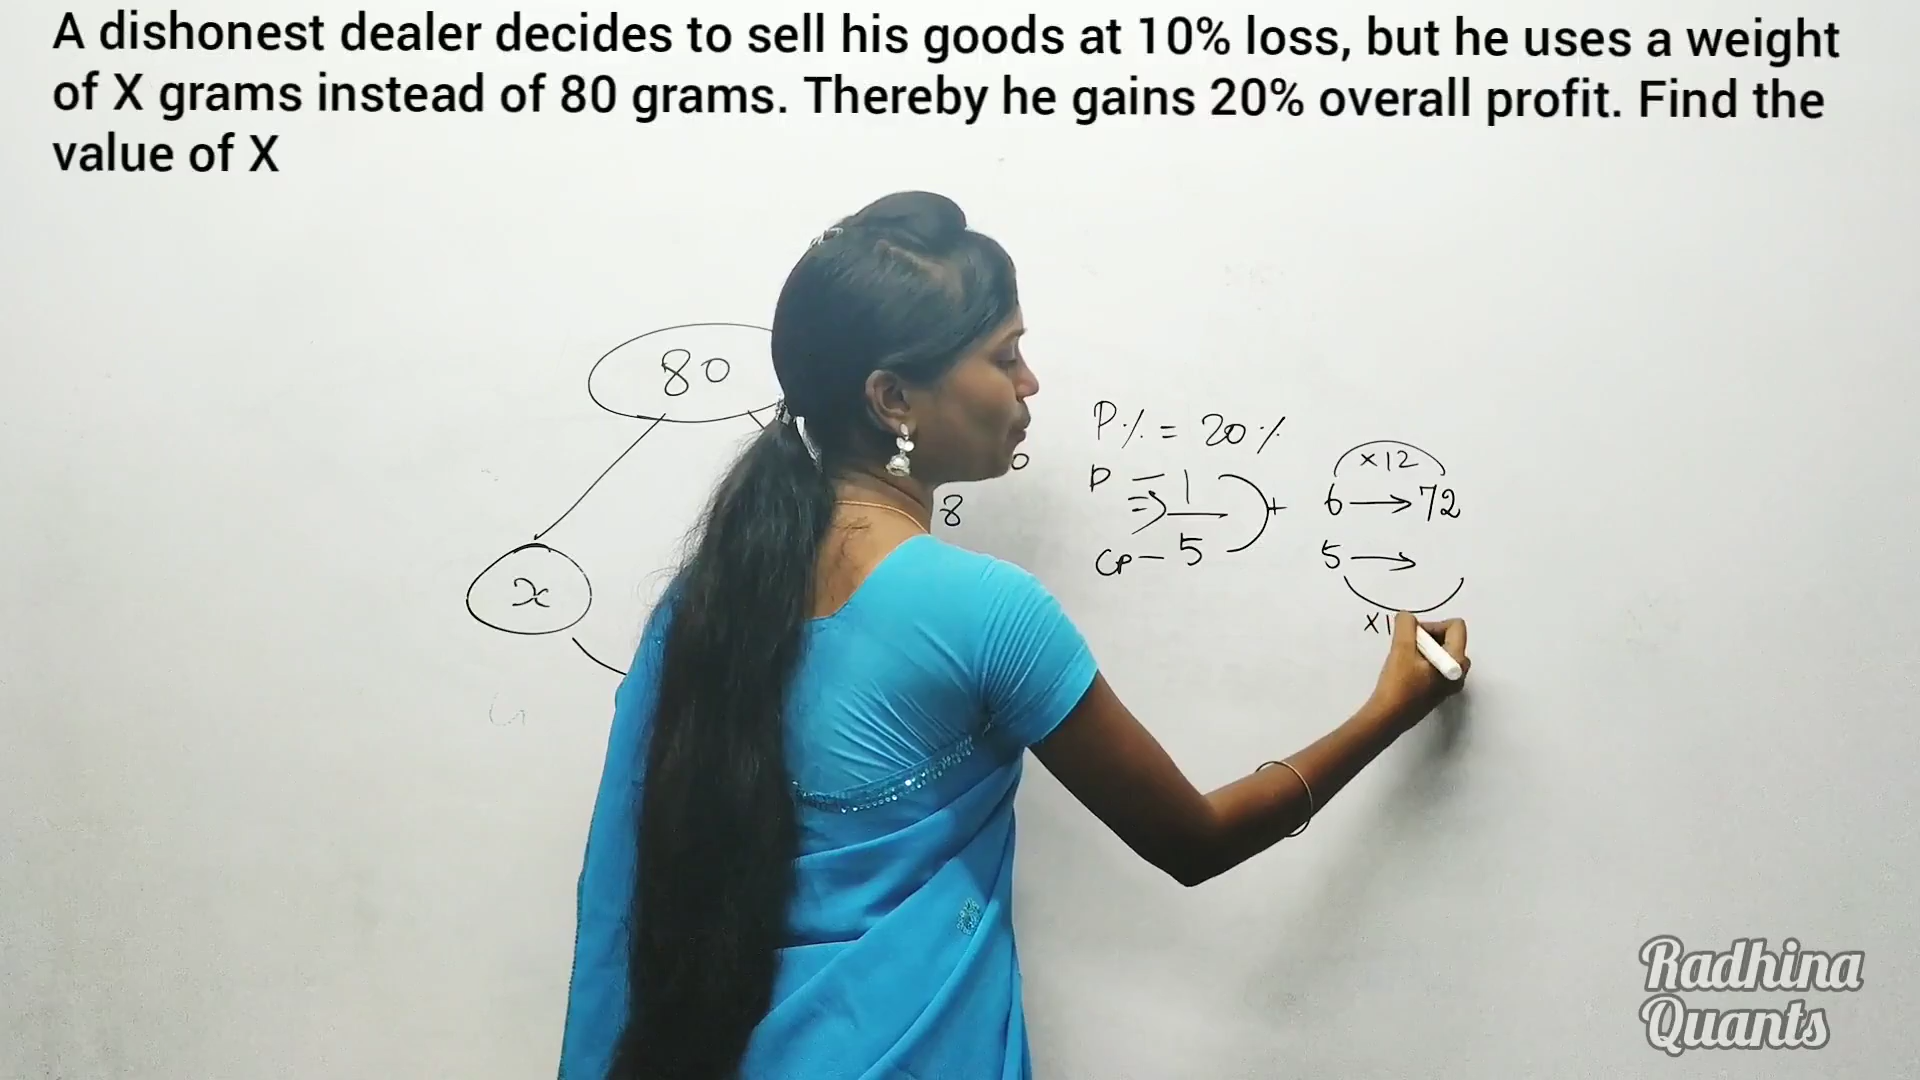 A dishonest dealer decides to sell his goods at 10% loss, but he uses a weight
of X grams instead of 80 grams. Thereby he gains 20% overall profit. Find the
value of X
80
x
0
8
P% = 20%
P — 1
⇒
CP — 5
+
×12
6 → 72
5 →
×1
Radhina
Quants